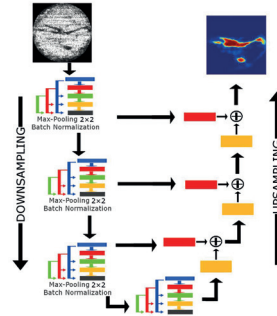 Max-Pooling 2×2
Batch Normalization
DOWNSAMPLING
Max-Pooling 2×2
Batch Normalization
UPSAMPLING
Max-Pooling 2×2
Batch Normalization